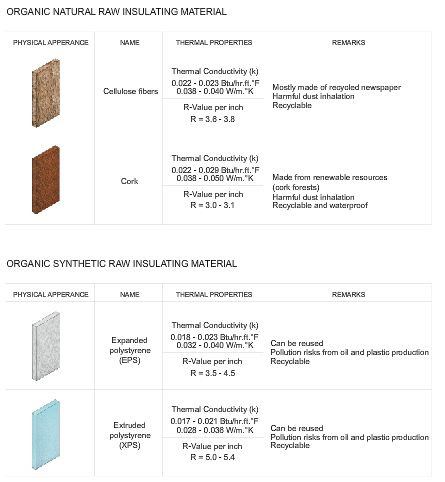 ORGANIC NATURAL RAW INSULATING MATERIAL
PHYSICAL APPERANCE NAME THERMAL PROPERTIES REMARKS
Cellulose fibers
Thermal Conductivity (k)
0.022 - 0.023 Btu/hr.ft.°F
0.038 - 0.040 W/m.°K
R-Value per inch
R = 3.6 - 3.8
Mostly made of recycled newspaper
Harmful dust inhalation
Recyclable
Cork
Thermal Conductivity (k)
0.022 - 0.029 Btu/hr.ft.°F
0.038 - 0.050 W/m.°K
R-Value per inch
R = 3.0 - 3.1
Made from renewable resources
(cork forests)
Harmful dust inhalation
Recyclable and waterproof
ORGANIC SYNTHETIC RAW INSULATING MATERIAL
PHYSICAL APPERANCE NAME THERMAL PROPERTIES REMARKS
Expanded
polystyrene
(EPS)
Thermal Conductivity (k)
0.018 - 0.023 Btu/hr.ft.°F
0.032 - 0.040 W/m.°K
R-Value per inch
R = 3.5 - 4.5
Can be reused
Pollution risks from oil and plastic production
Recyclable
Extruded
polystyrene
(XPS)
Thermal Conductivity (k)
0.017 - 0.021 Btu/hr.ft.°F
0.028 - 0.036 W/m.°K
R-Value per inch
R = 5.0 - 5.4
Can be reused
Pollution risks from oil and plastic production
Recyclable